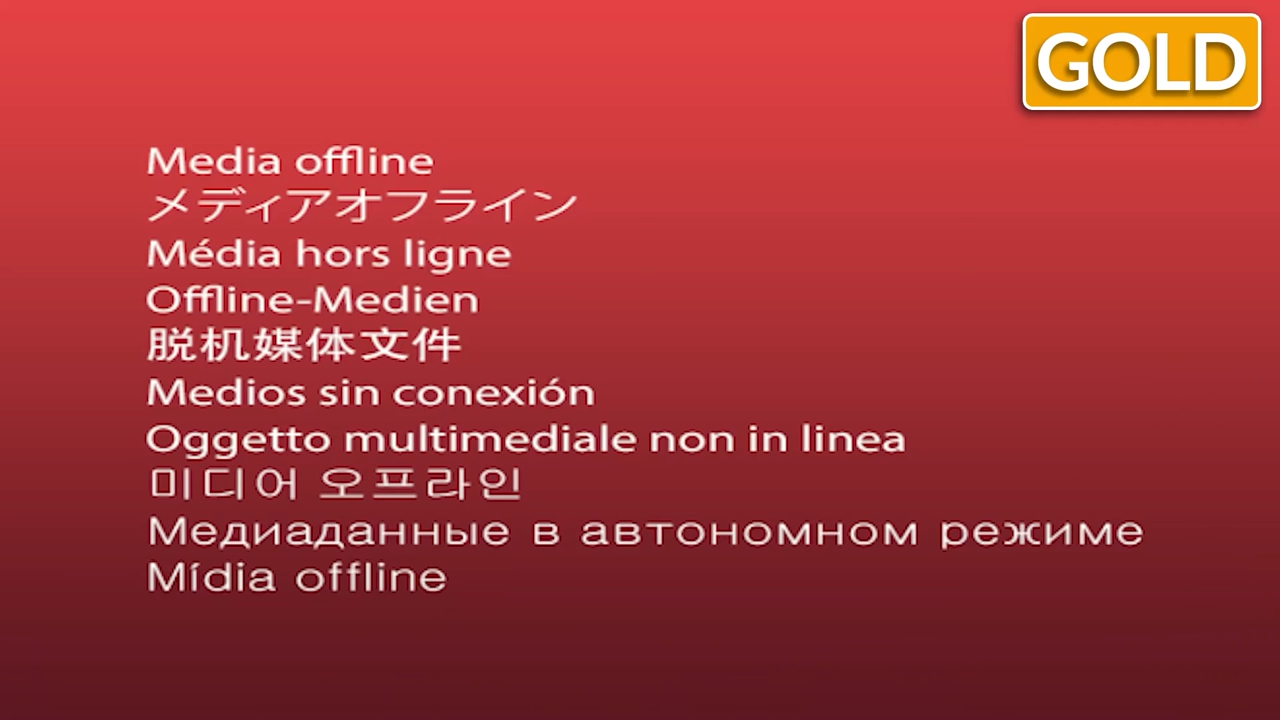 GOLD
Media offline
メディアオフライン
Média hors ligne
Offline-Medien
脱机媒体文件
Medios sin conexión
Oggetto multimediale non in linea
미디어 오프라인
Медиаданные в автономном режиме
Mídia offline